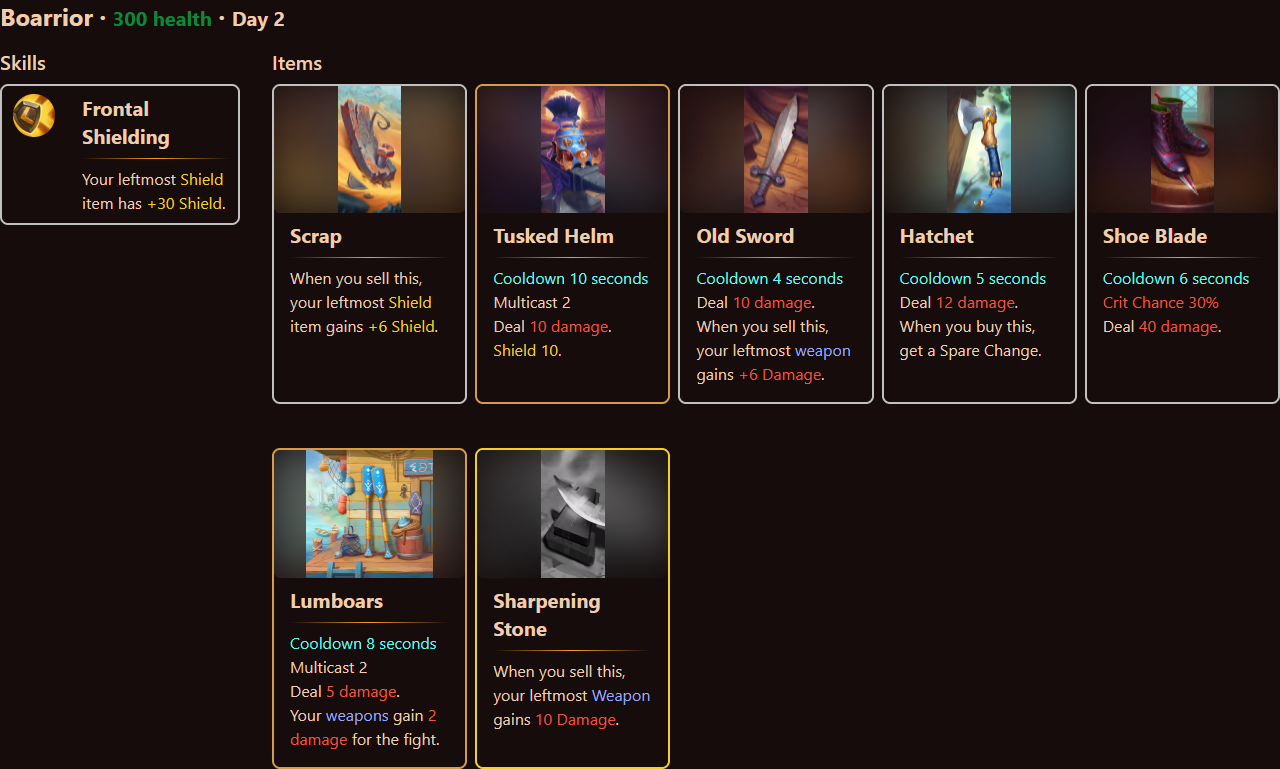 Boarrior · 300 health · Day 2
Skills
Items
Frontal
Shielding
Your leftmost Shield
item has +30 Shield.
Scrap
When you sell this,
your leftmost Shield
item gains +6 Shield.
Tusked Helm
Cooldown 10 seconds
Multicast 2
Deal 10 damage.
Shield 10.
Old Sword
Cooldown 4 seconds
Deal 10 damage.
When you sell this,
your leftmost weapon
gains +6 Damage.
Hatchet
Cooldown 5 seconds
Deal 12 damage.
When you buy this,
get a Spare Change.
Shoe Blade
Cooldown 6 seconds
Crit Chance 30%
Deal 40 damage.
Lumboars
Cooldown 8 seconds
Multicast 2
Deal 5 damage.
Your weapons gain 2
damage for the fight.
Sharpening
Stone
When you sell this,
your leftmost Weapon
gains 10 Damage.